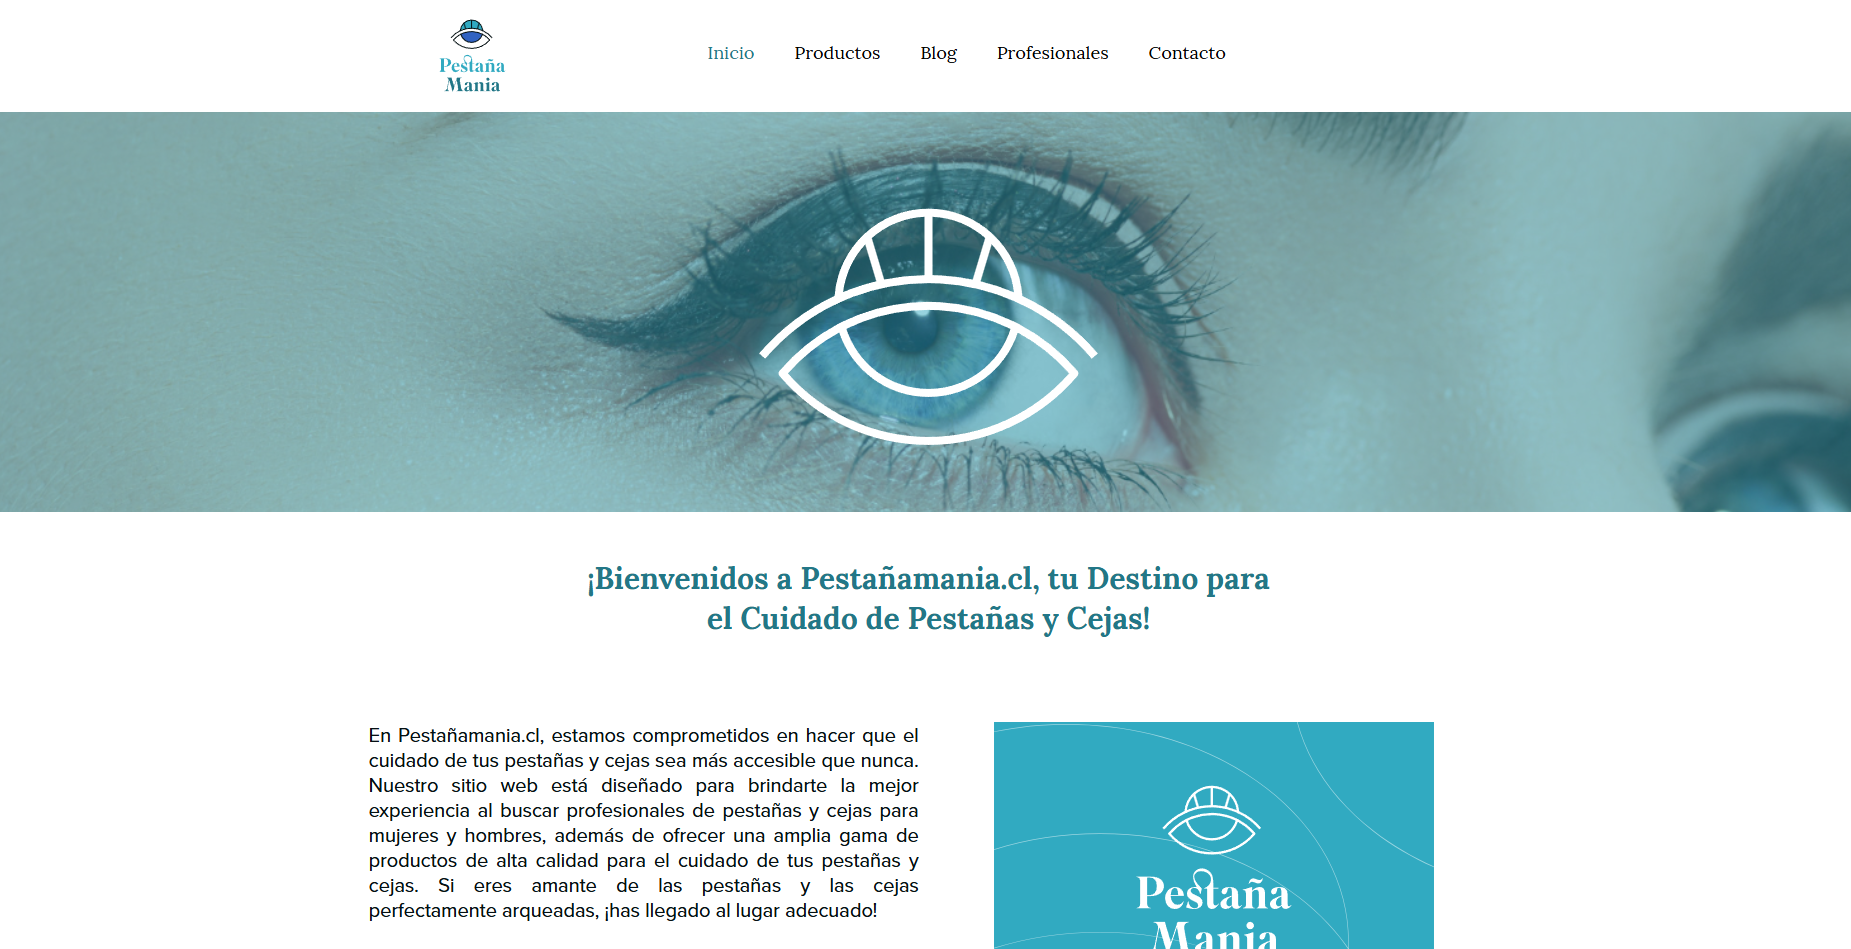 Pestaña
Mania
Inicio
Productos
Blog
Profesionales
Contacto
¡Bienvenidos a Pestañamania.cl, tu Destino para
el Cuidado de Pestañas y Cejas!
En Pestañamania.cl, estamos comprometidos en hacer que el
cuidado de tus pestañas y cejas sea más accesible que nunca.
Nuestro sitio web está diseñado para brindarte la mejor
experiencia al buscar profesionales de pestañas y cejas para
mujeres y hombres, además de ofrecer una amplia gama de
productos de alta calidad para el cuidado de tus pestañas y
cejas. Si eres amante de las pestañas y las cejas
perfectamente arqueadas, ¡has llegado al lugar adecuado!
Pestaña
Mania